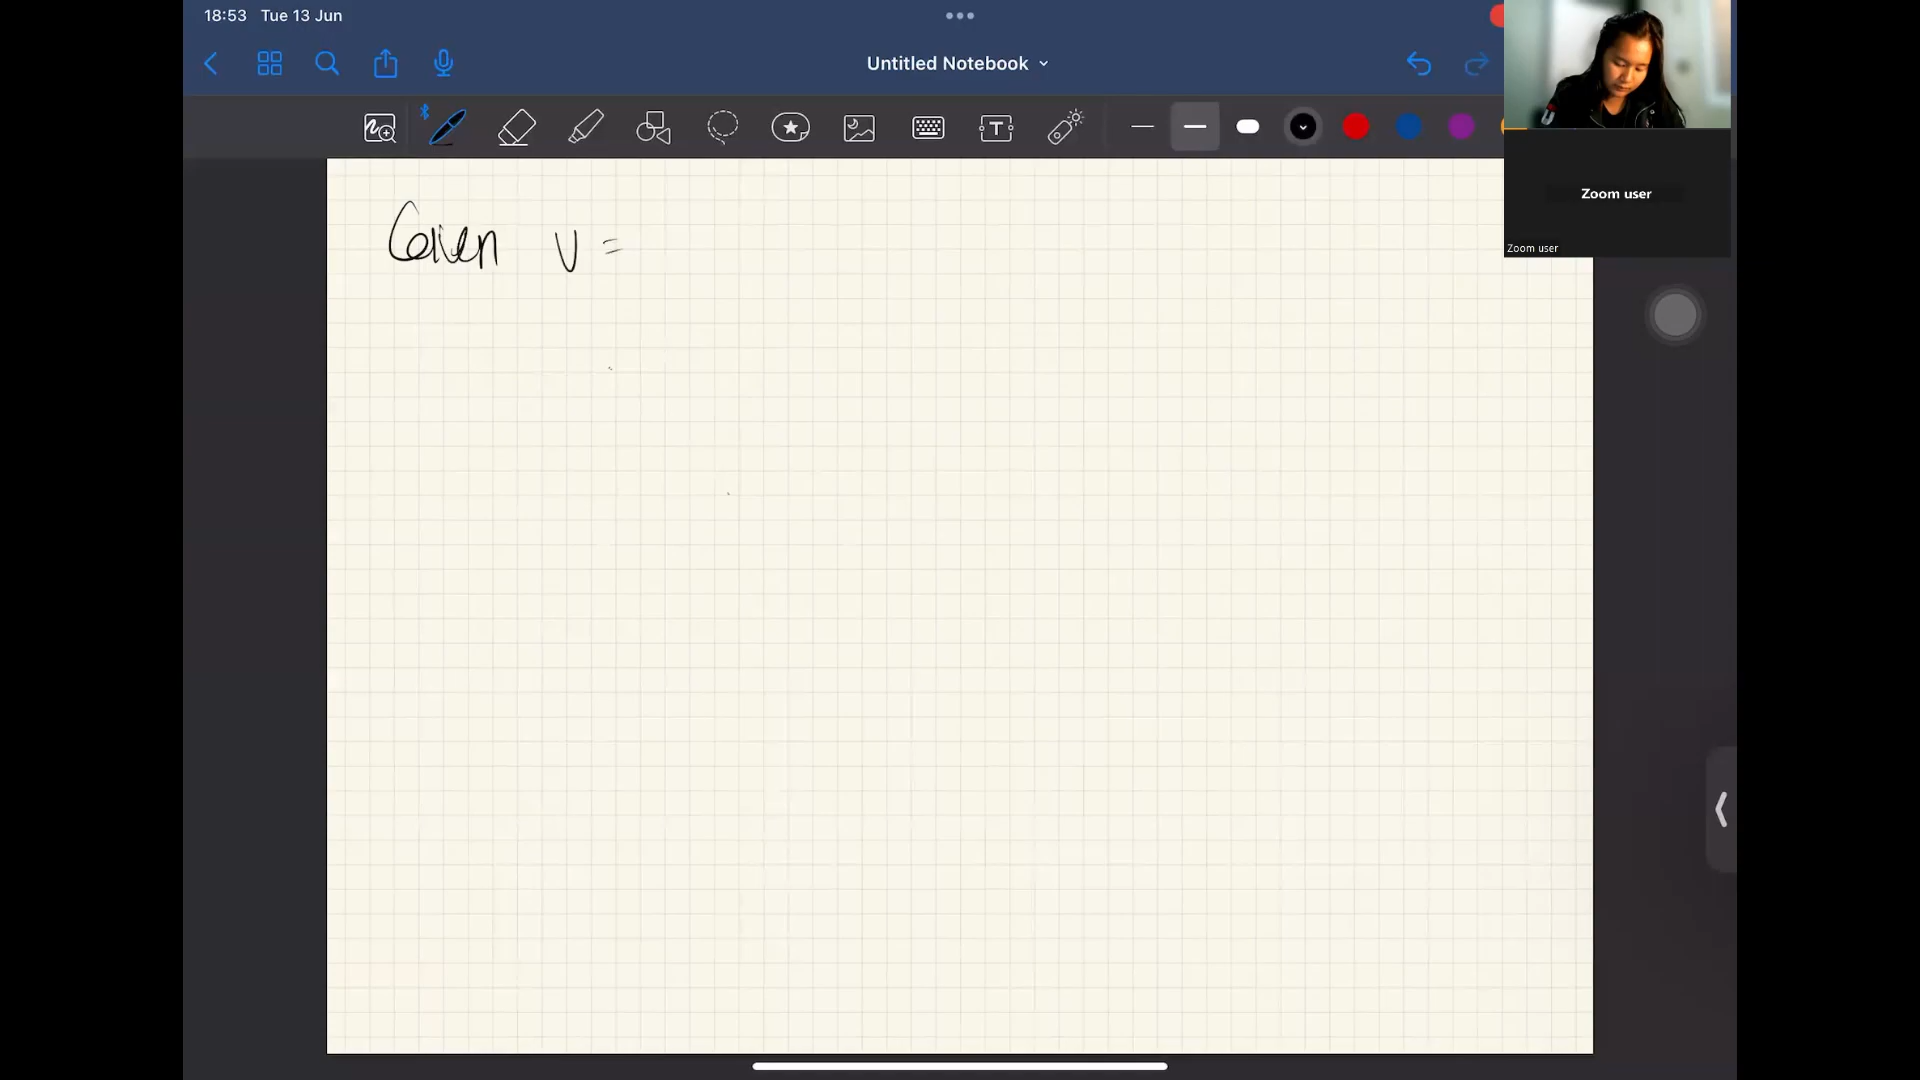 18:53 Tue 13 Jun
Untitled Notebook
T
Given v =
Zoom user
Zoom user